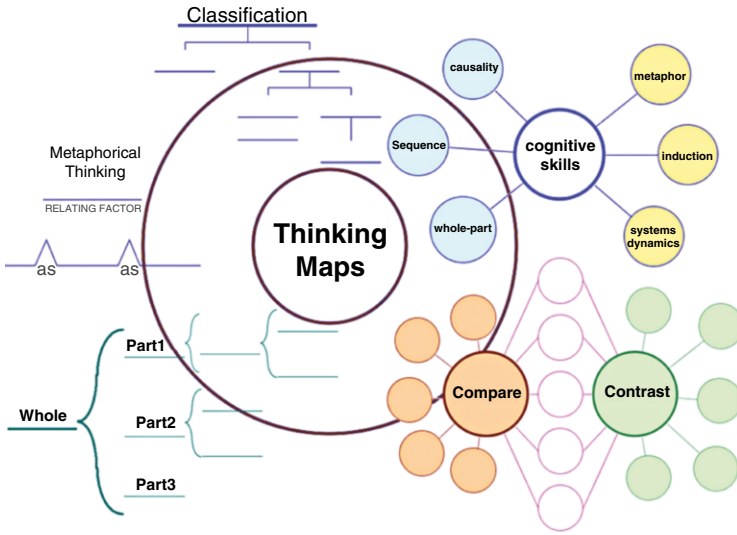 Classification
causality
metaphor
Sequence
cognitive
skills
induction
whole-part
systems
dynamics
Metaphorical
Thinking
RELATING FACTOR
as
as
Thinking
Maps
Whole
Part1
Part2
Part3
Compare
Contrast